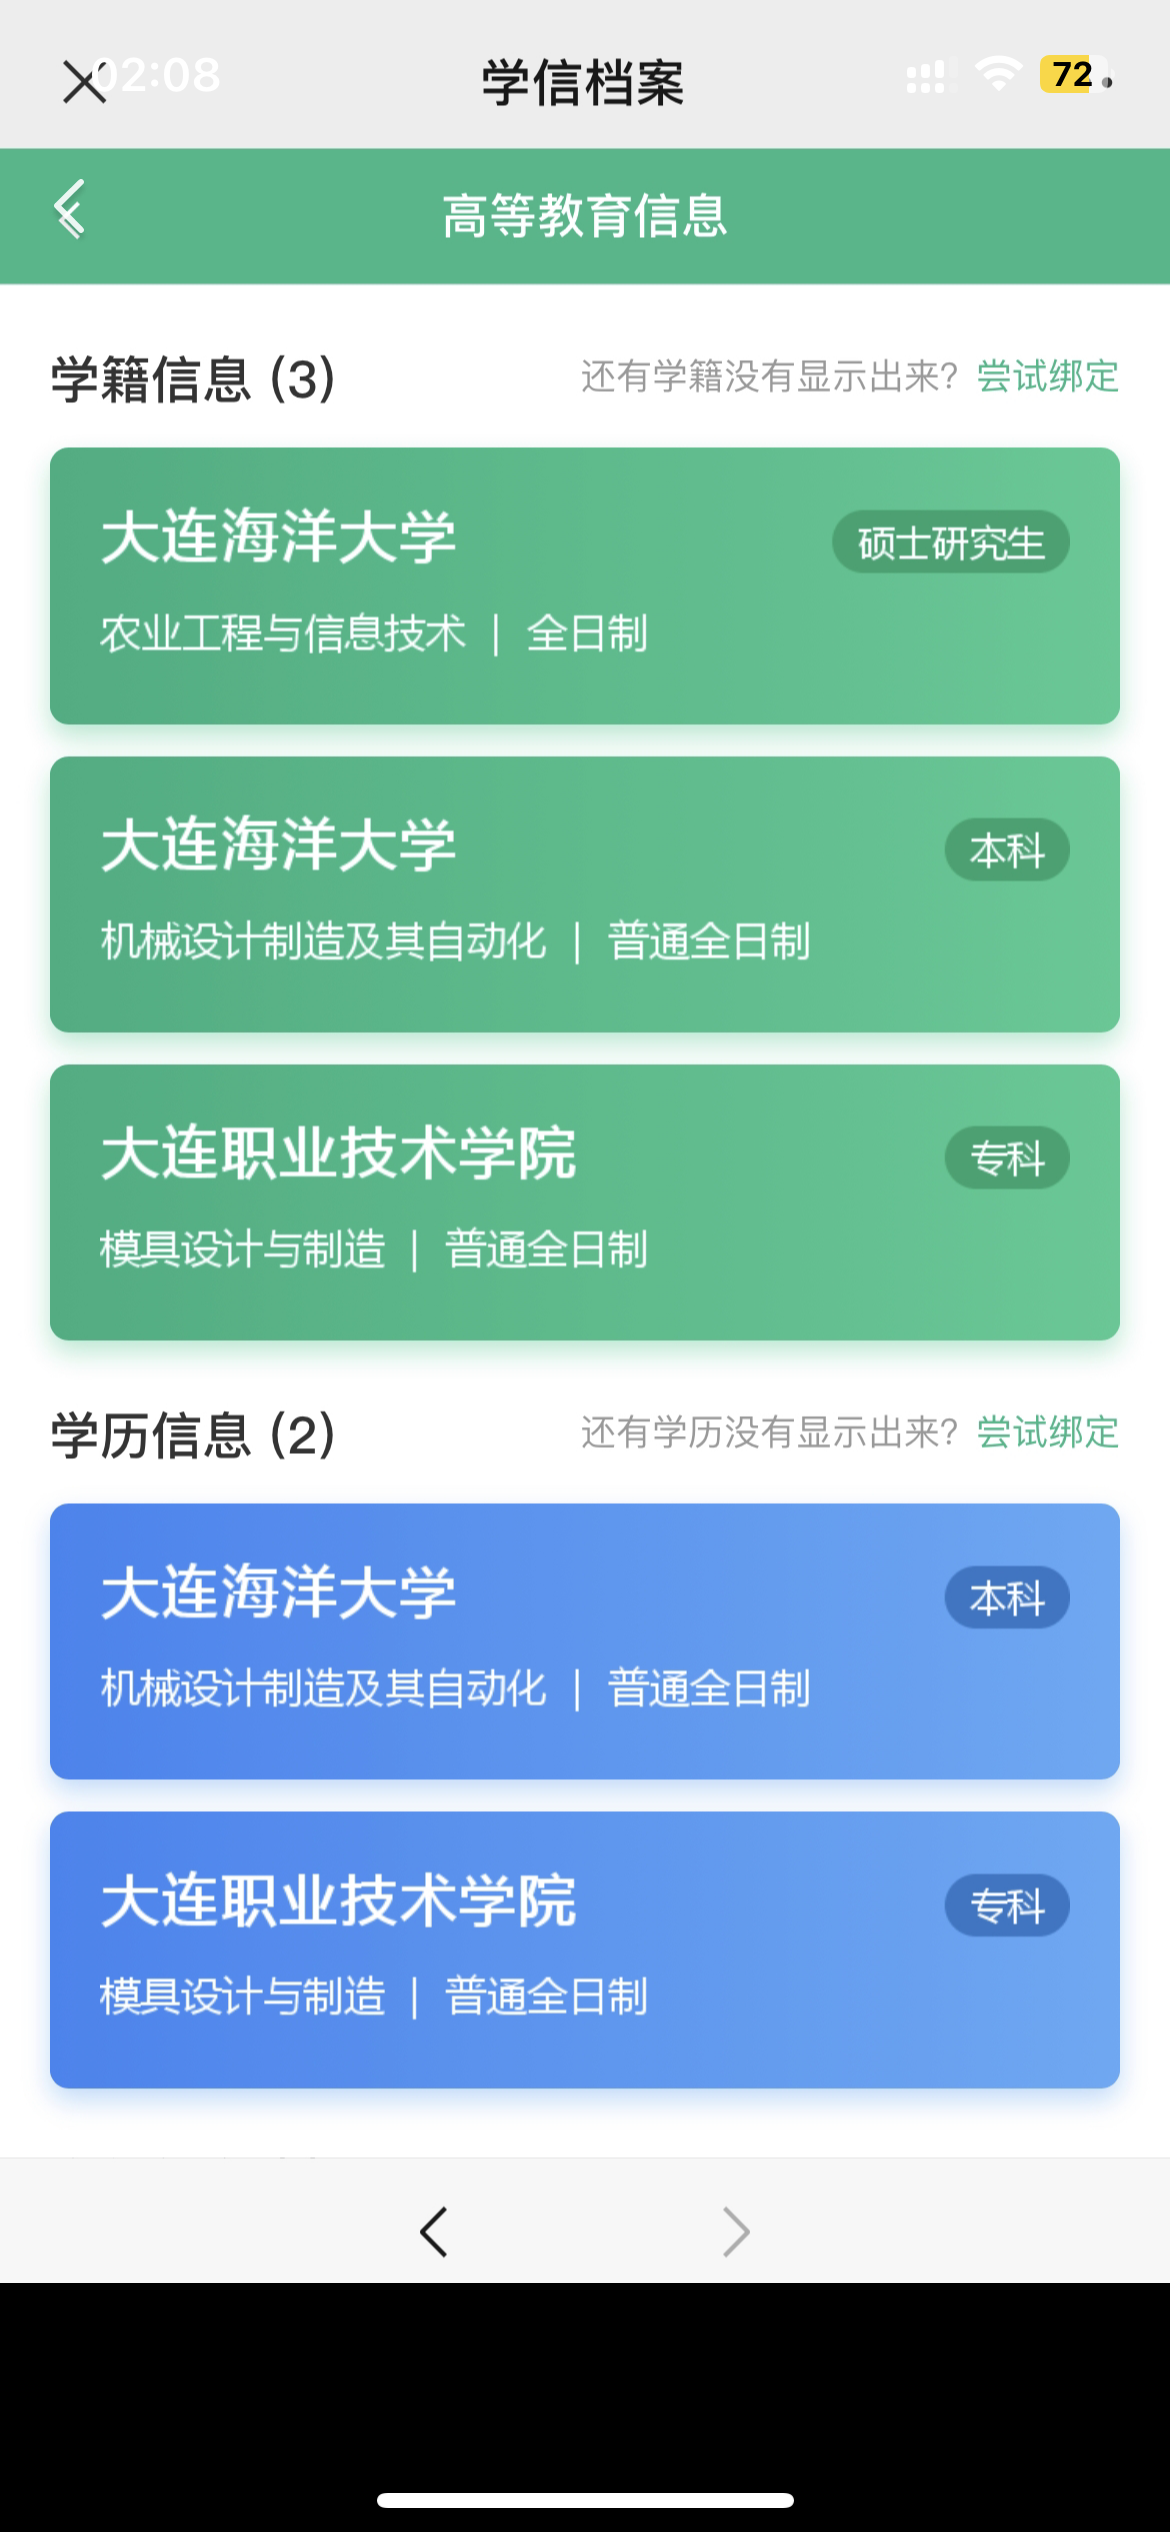 02:08
学信档案
72
高等教育信息
学籍信息 (3)
还有学籍没有显示出来? 尝试绑定
大连海洋大学
硕士研究生
农业工程与信息技术 | 全日制
大连海洋大学
本科
机械设计制造及其自动化 | 普通全日制
大连职业技术学院
专科
模具设计与制造 | 普通全日制
学历信息 (2)
还有学历没有显示出来? 尝试绑定
大连海洋大学
本科
机械设计制造及其自动化 | 普通全日制
大连职业技术学院
专科
模具设计与制造 | 普通全日制